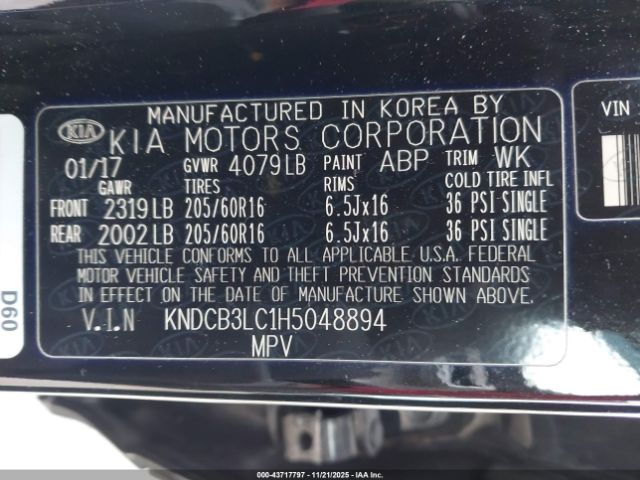 MANUFACTURED IN KOREA BY
KIA KIA MOTORS CORPORATION
01/17 GVWR 4079LB PAINT ABP TRIM WK
GAWR TIRES RIMS COLD TIRE INFL
FRONT 2319LB 205/60R16 6.5Jx16 36 PSI SINGLE
REAR 2002LB 205/60R16 6.5Jx16 36 PSI SINGLE
THIS VEHICLE CONFORMS TO ALL APPLICABLE U.S.A. FEDERAL
MOTOR VEHICLE SAFETY AND THEFT PREVENTION STANDARDS
IN EFFECT ON THE DATE OF MANUFACTURE SHOWN ABOVE.
V.I.N KNDCB3LC1H5048894
MPV
VIN
D60
000-43717797 - 11/21/2025 - IAAI.COM